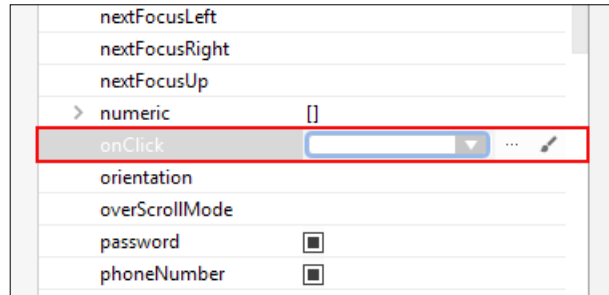 nextFocusLeft
nextFocusRight
nextFocusUp
numeric []
onClick ...
orientation
overScrollMode
password
phoneNumber